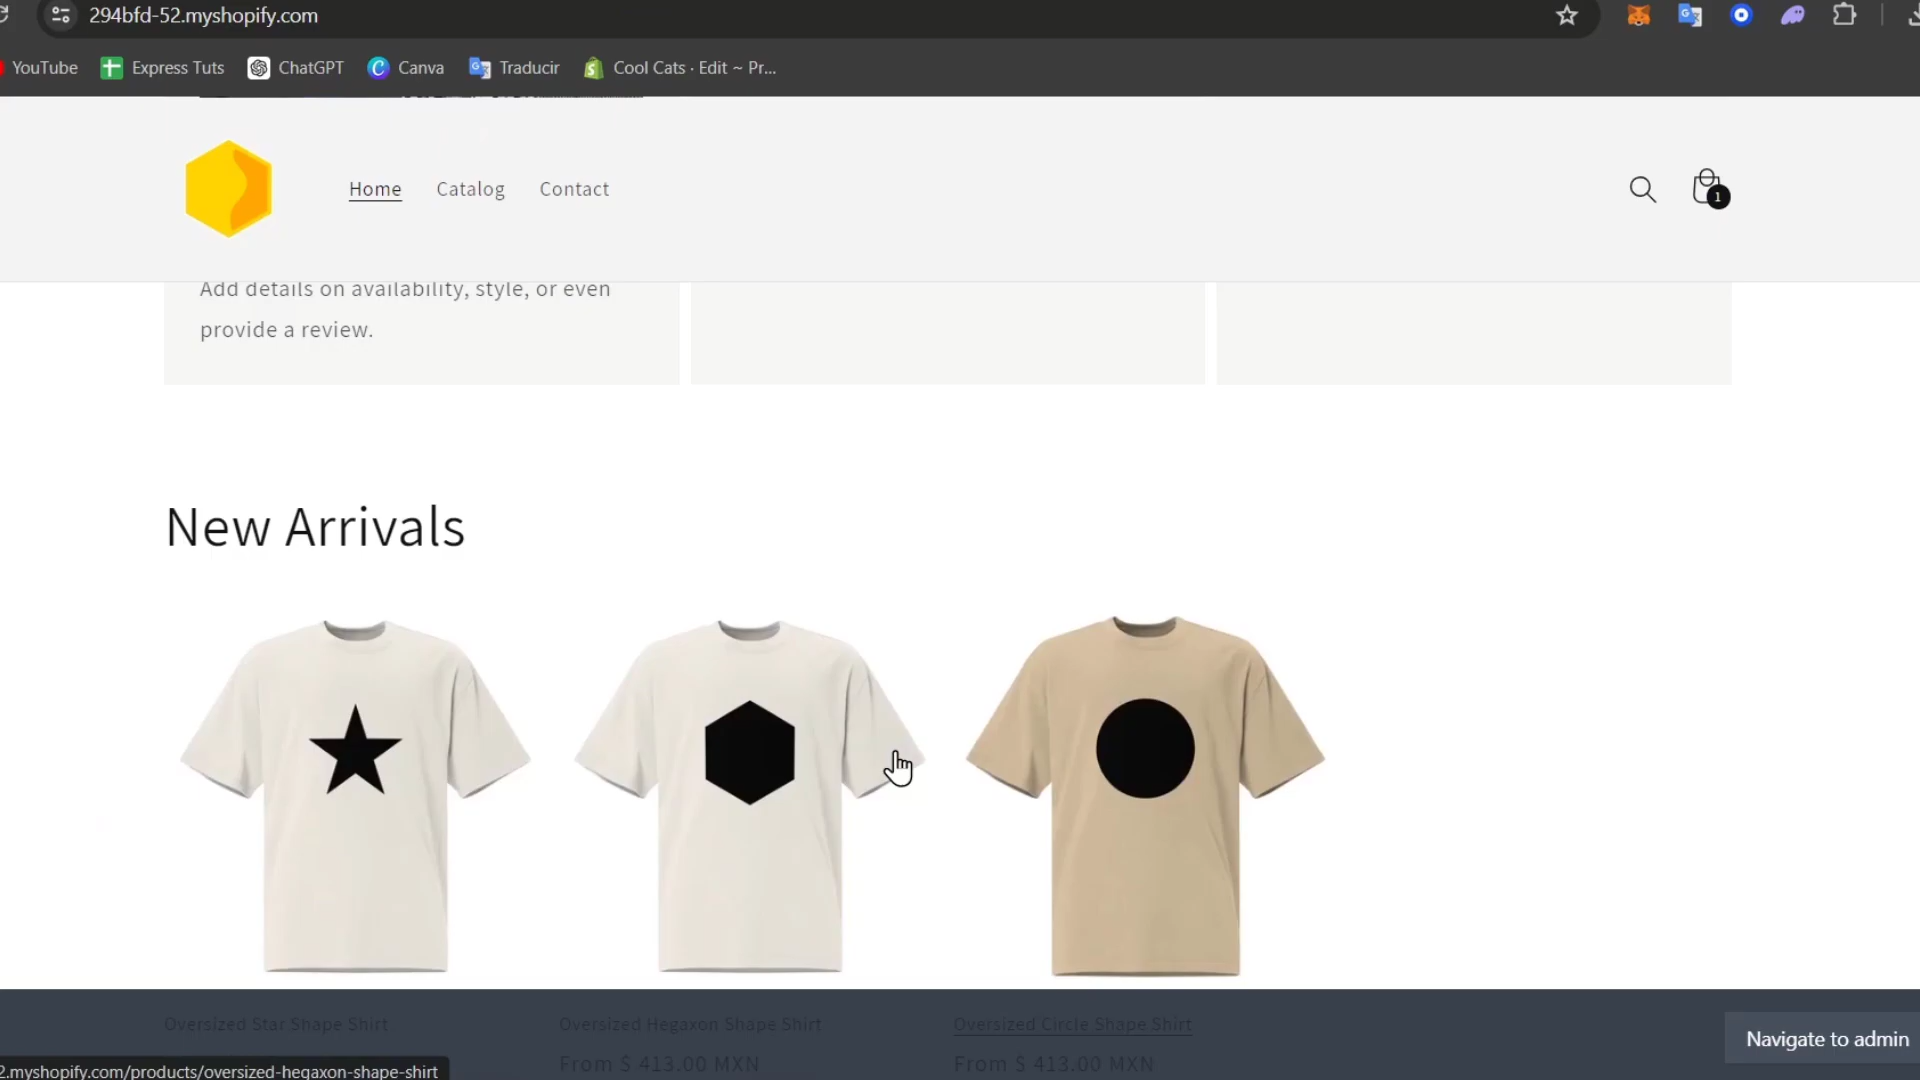 294bfd-52.myshopify.com
YouTube
Express Tuts
ChatGPT
Canva
Traducir
Cool Cats · Edit ~ Pr...
Home
Catalog
Contact
1
Add details on availability, style, or even
provide a review.
New Arrivals
Oversized Star Shape Shirt
Oversized Hegaxon Shape Shirt
Oversized Circle Shape Shirt
From $ 413.00 MXN
From $ 413.00 MXN
Navigate to admin
2.myshopify.com/products/oversized-hegaxon-shape-shirt